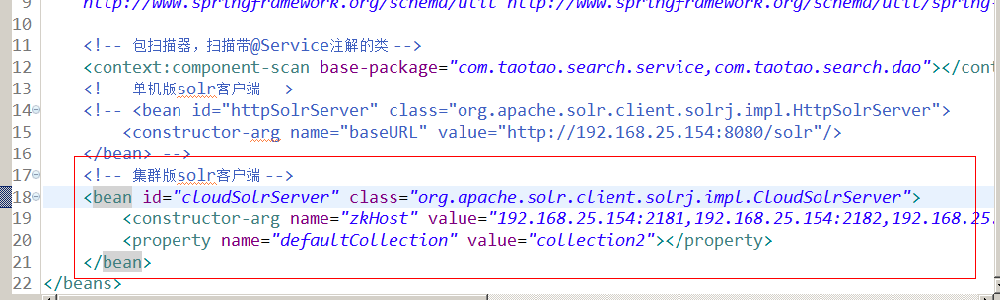 9 http://www.springframework.org/schema/util http://www.springframework.org/schema/util/spring-
10
11 <!-- 包扫描器，扫描带@Service注解的类 -->
12 <context:component-scan base-package="com.taotao.search.service,com.taotao.search.dao"></cont
13 <!-- 单机版solr客户端 -->
14 <!-- <bean id="httpSolrServer" class="org.apache.solr.client.solrj.impl.HttpSolrServer">
15 <constructor-arg name="baseURL" value="http://192.168.25.154:8080/solr"/>
16 </bean> -->
17 <!-- 集群版solr客户端 -->
18 <bean id="cloudSolrServer" class="org.apache.solr.client.solrj.impl.CloudSolrServer">
19 <constructor-arg name="zkHost" value="192.168.25.154:2181,192.168.25.154:2182,192.168.25.
20 <property name="defaultCollection" value="collection2"></property>
21 </bean>
22 </beans>